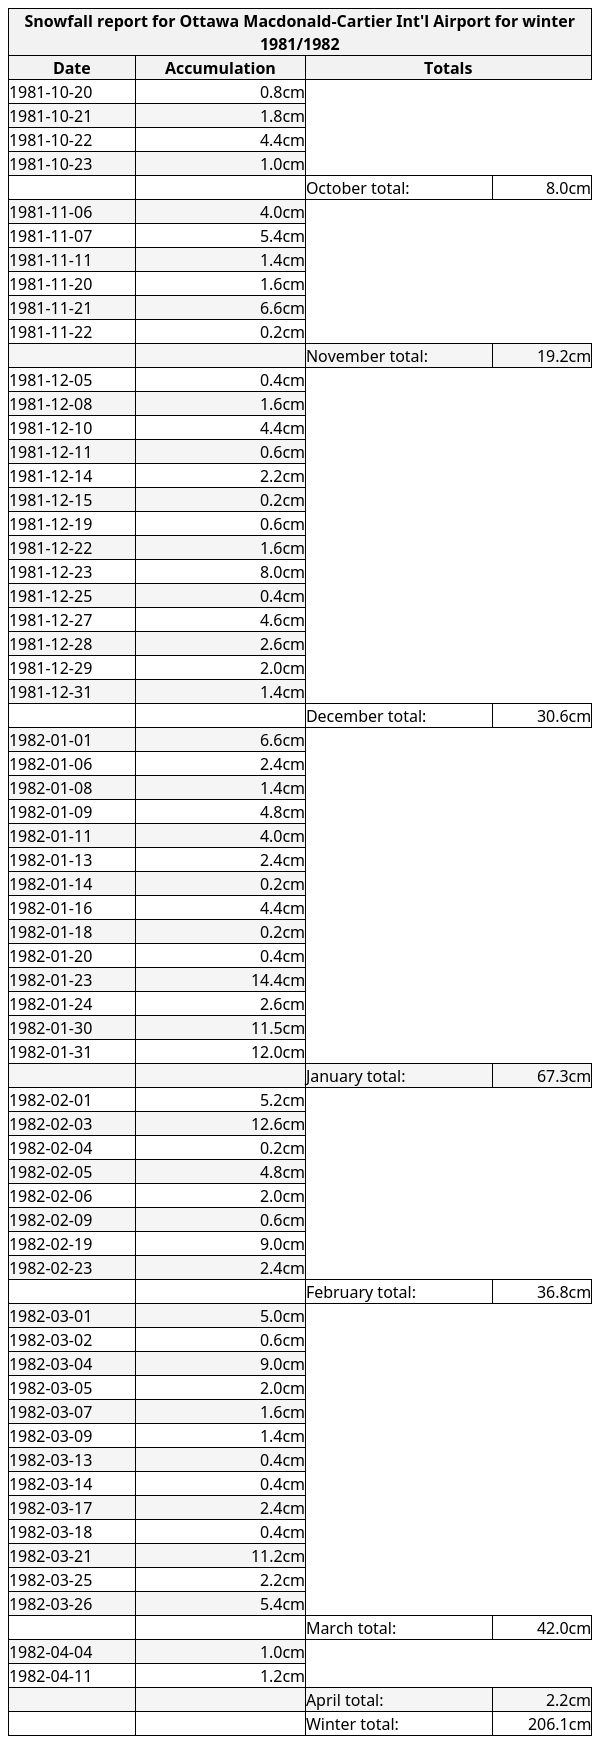 Snowfall report for Ottawa Macdonald-Cartier Int'l Airport for winter
1981/1982
Date Accumulation Totals
1981-10-20 0.8cm
1981-10-21 1.8cm
1981-10-22 4.4cm
1981-10-23 1.0cm
October total: 8.0cm
1981-11-06 4.0cm
1981-11-07 5.4cm
1981-11-11 1.4cm
1981-11-20 1.6cm
1981-11-21 6.6cm
1981-11-22 0.2cm
November total: 19.2cm
1981-12-05 0.4cm
1981-12-08 1.6cm
1981-12-10 4.4cm
1981-12-11 0.6cm
1981-12-14 2.2cm
1981-12-15 0.2cm
1981-12-19 0.6cm
1981-12-22 1.6cm
1981-12-23 8.0cm
1981-12-25 0.4cm
1981-12-27 4.6cm
1981-12-28 2.6cm
1981-12-29 2.0cm
1981-12-31 1.4cm
December total: 30.6cm
1982-01-01 6.6cm
1982-01-06 2.4cm
1982-01-08 1.4cm
1982-01-09 4.8cm
1982-01-11 4.0cm
1982-01-13 2.4cm
1982-01-14 0.2cm
1982-01-16 4.4cm
1982-01-18 0.2cm
1982-01-20 0.4cm
1982-01-23 14.4cm
1982-01-24 2.6cm
1982-01-30 11.5cm
1982-01-31 12.0cm
January total: 67.3cm
1982-02-01 5.2cm
1982-02-03 12.6cm
1982-02-04 0.2cm
1982-02-05 4.8cm
1982-02-06 2.0cm
1982-02-09 0.6cm
1982-02-19 9.0cm
1982-02-23 2.4cm
February total: 36.8cm
1982-03-01 5.0cm
1982-03-02 0.6cm
1982-03-04 9.0cm
1982-03-05 2.0cm
1982-03-07 1.6cm
1982-03-09 1.4cm
1982-03-13 0.4cm
1982-03-14 0.4cm
1982-03-17 2.4cm
1982-03-18 0.4cm
1982-03-21 11.2cm
1982-03-25 2.2cm
1982-03-26 5.4cm
March total: 42.0cm
1982-04-04 1.0cm
1982-04-11 1.2cm
April total: 2.2cm
Winter total: 206.1cm